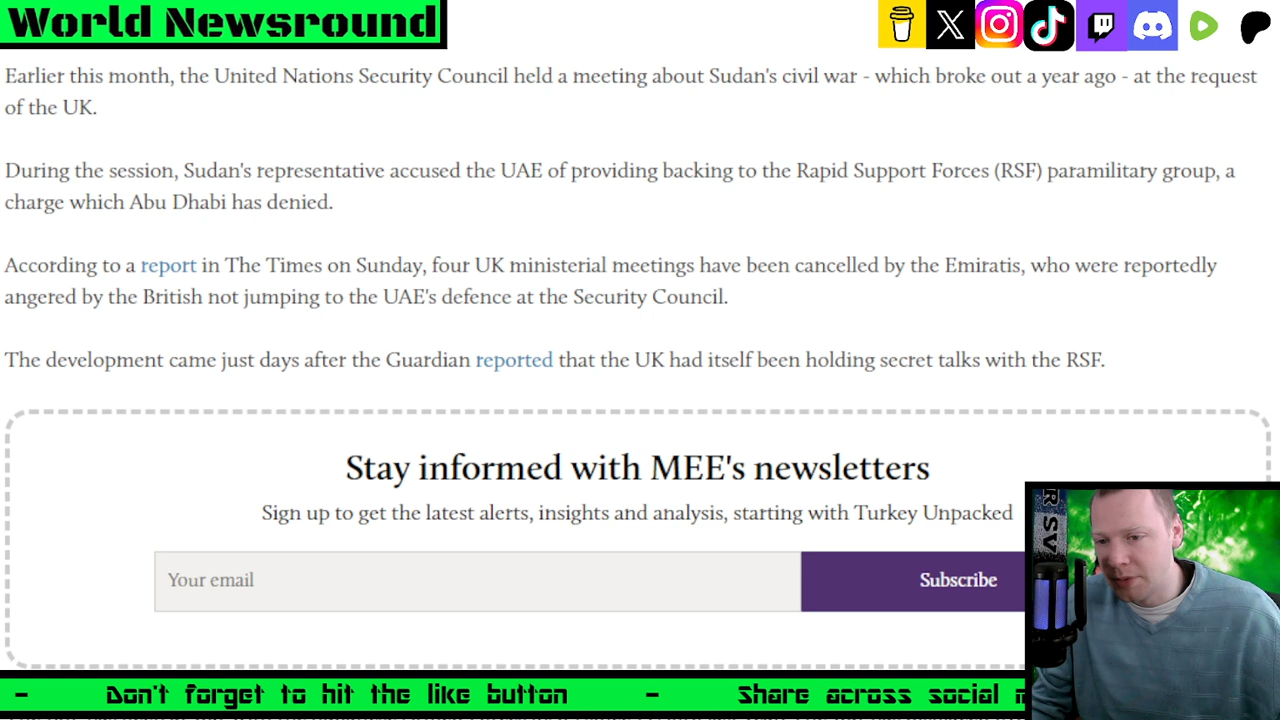 World Newsround
Earlier this month, the United Nations Security Council held a meeting about Sudan's civil war - which broke out a year ago - at the request
of the UK.
During the session, Sudan's representative accused the UAE of providing backing to the Rapid Support Forces (RSF) paramilitary group, a
charge which Abu Dhabi has denied.
According to a report in The Times on Sunday, four UK ministerial meetings have been cancelled by the Emiratis, who were reportedly
angered by the British not jumping to the UAE's defence at the Security Council.
The development came just days after the Guardian reported that the UK had itself been holding secret talks with the RSF.
Stay informed with MEE's newsletters
Sign up to get the latest alerts, insights and analysis, starting with Turkey Unpacked
Your email
Subscribe
- Don't forget to hit the like button - Share across social